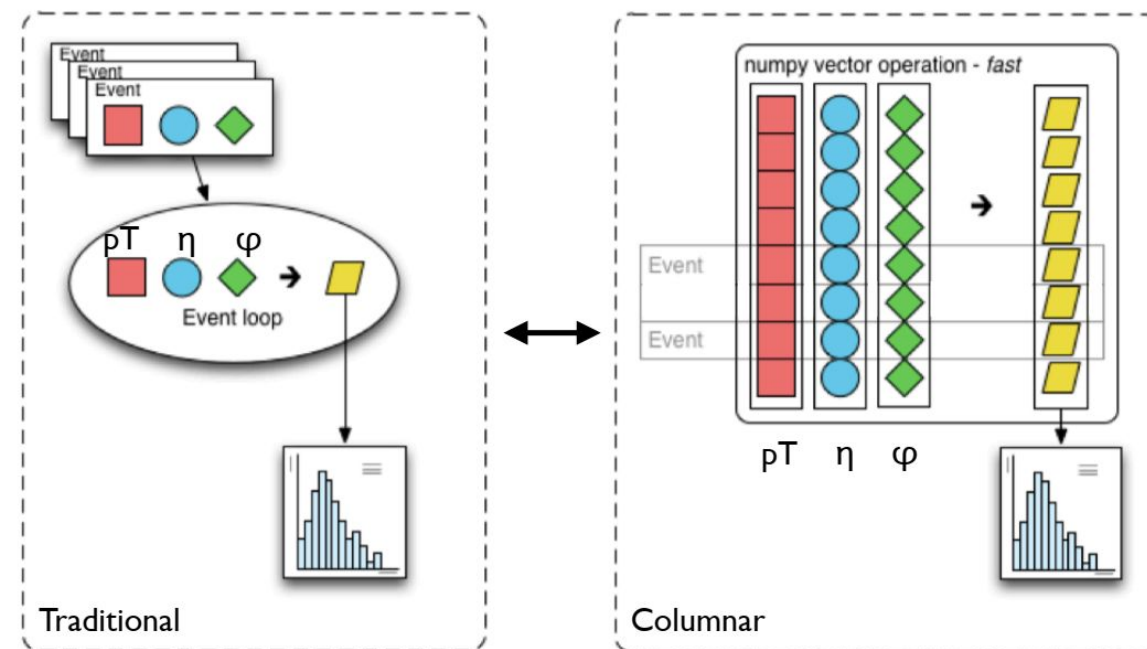 Event
Event
Event
pT η φ
Event loop
Traditional
numpy vector operation - fast
Event
Event
pT η φ
Columnar